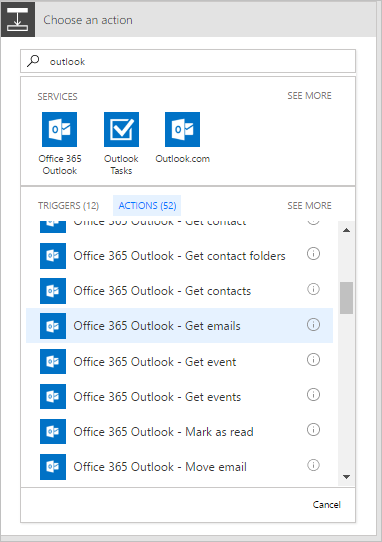 Choose an action
outlook
SERVICES
SEE MORE
Office 365
Outlook
Outlook
Tasks
Outlook.com
TRIGGERS (12)
ACTIONS (52)
SEE MORE
Office 365 Outlook - Get contact
Office 365 Outlook - Get contact folders
Office 365 Outlook - Get contacts
Office 365 Outlook - Get emails
Office 365 Outlook - Get event
Office 365 Outlook - Get events
Office 365 Outlook - Mark as read
Office 365 Outlook - Move email
Cancel